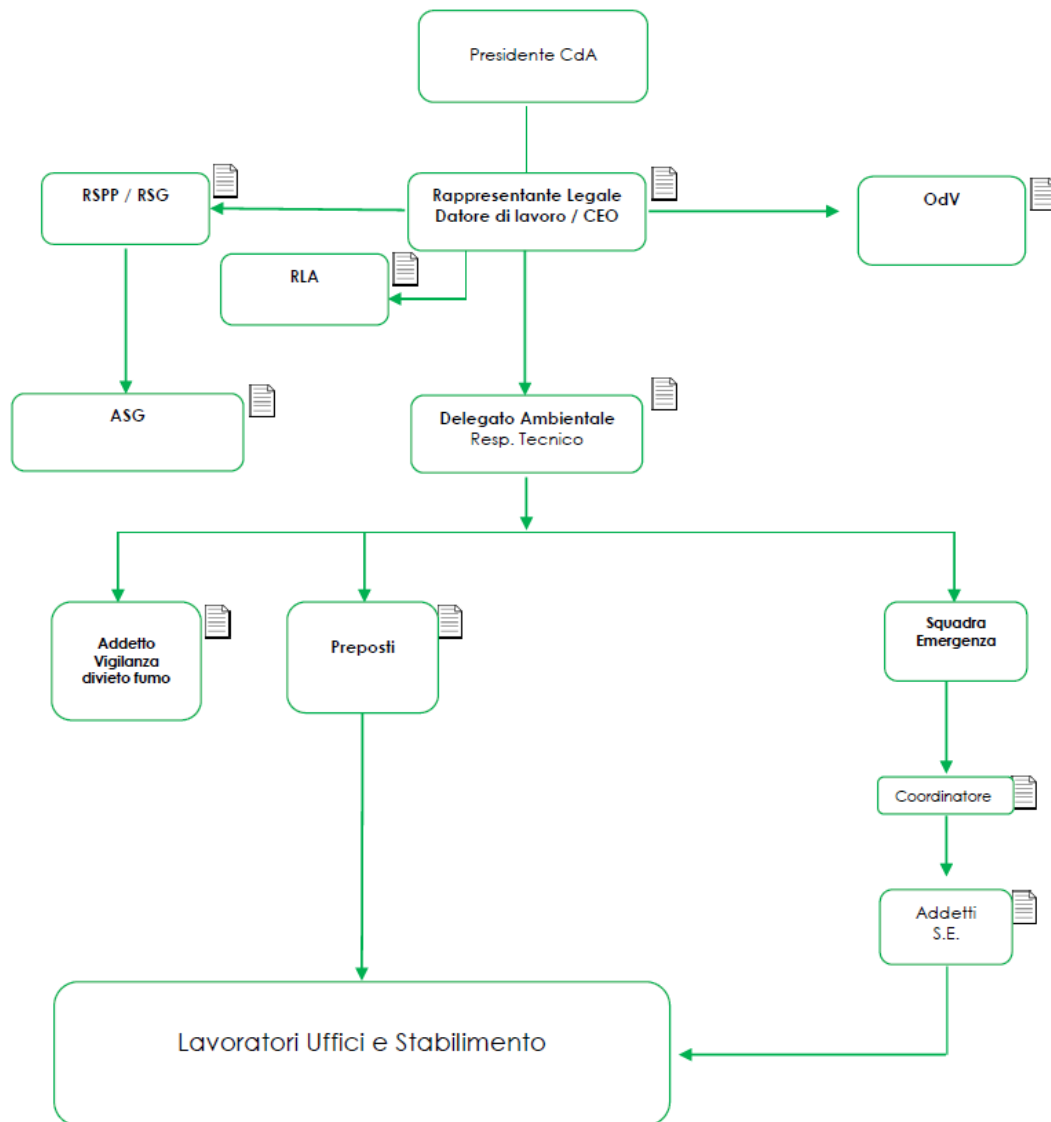 Presidente CdA
RSPP / RSG
Rappresentante Legale
Datore di lavoro / CEO
OdV
RLA
ASG
Delegato Ambientale
Resp. Tecnico
Addetto
Vigilanza
divieto fumo
Preposti
Squadra
Emergenza
Coordinatore
Addetti
S.E.
Lavoratori Uffici e Stabilimento